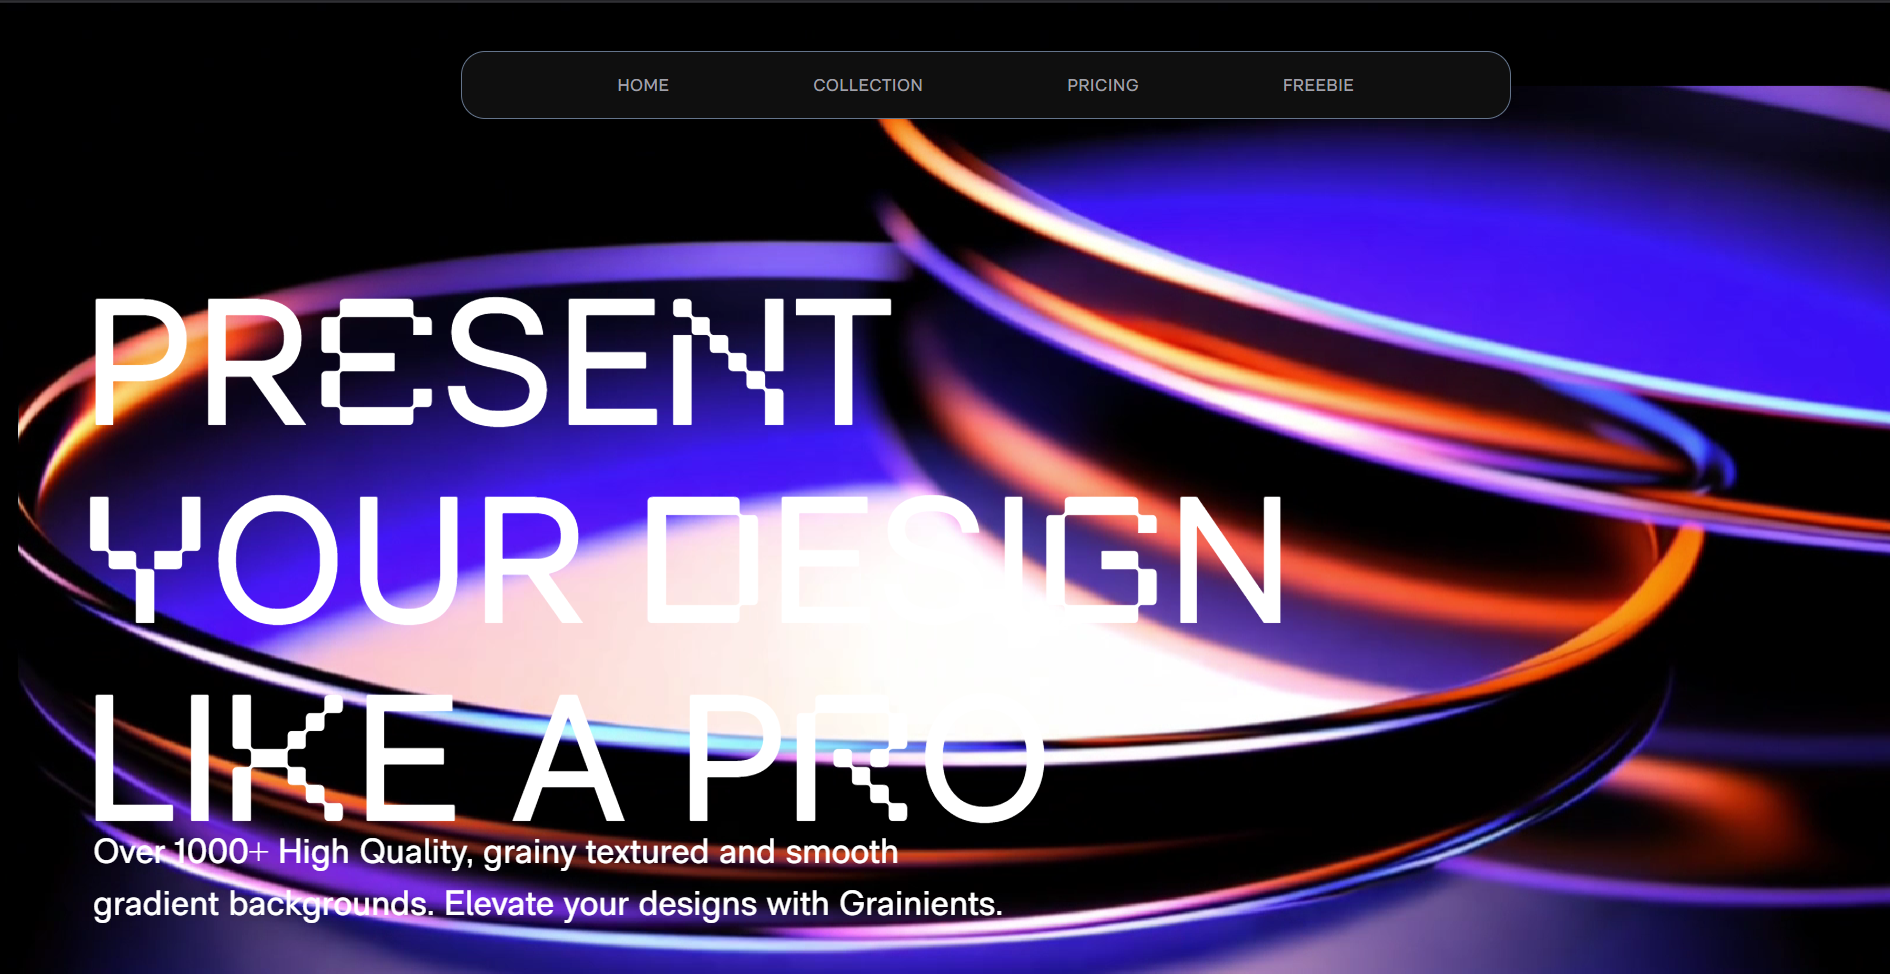 HOME COLLECTION PRICING FREEBIE
PRESENT
YOUR DESIGN
LIKE A PRO
Over 1000+ High Quality, grainy textured and smooth
gradient backgrounds. Elevate your designs with Grainients.